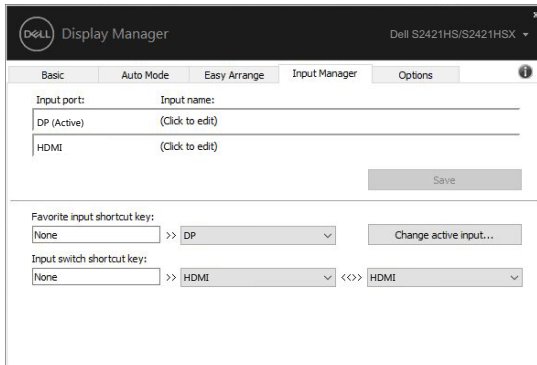 DELL Display Manager Dell S2421HS/S2421HSX
Basic Auto Mode Easy Arrange Input Manager Options
Input port: Input name:
DP (Active) (Click to edit)
HDMI (Click to edit)
Save
Favorite input shortcut key:
None >> DP Change active input...
Input switch shortcut key:
None >> HDMI <<>> HDMI